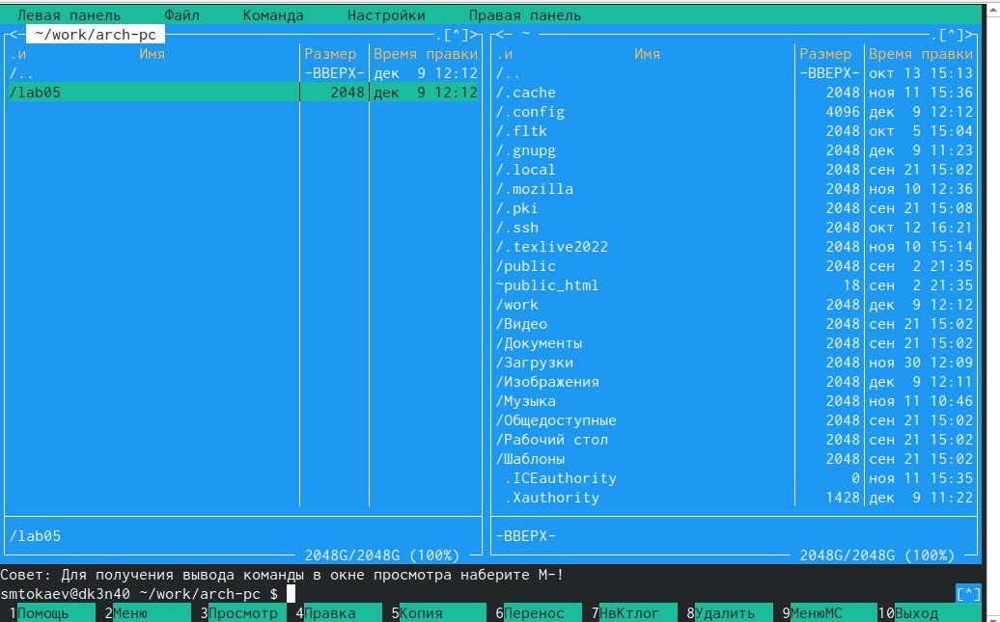 Левая панель Файл Команда Настройки Правая панель
<─ ~/work/arch-pc .[^]>
.и Имя Размер Время правки
/.. -ВВЕРХ- дек 9 12:12
/lab05 2048 дек 9 12:12
/lab05
2048G/2048G (100%)
<─ ~ .[^]>
.и Имя Размер Время правки
/.. -ВВЕРХ- окт 13 15:13
/.cache 2048 ноя 11 15:36
/.config 4096 дек 9 12:12
/.fltk 2048 окт 5 15:04
/.gnupg 2048 дек 9 11:23
/.local 2048 сен 21 15:02
/.mozilla 2048 ноя 10 12:36
/.pki 2048 сен 21 15:08
/.ssh 2048 окт 12 16:21
/.texlive2022 2048 ноя 10 15:14
/public 2048 сен 2 21:35
~public_html 18 сен 2 21:35
/work 2048 дек 9 12:12
/Видео 2048 сен 21 15:02
/Документы 2048 сен 21 15:02
/Загрузки 2048 ноя 30 12:09
/Изображения 2048 дек 9 12:11
/Музыка 2048 ноя 11 10:46
/Общедоступные 2048 сен 21 15:02
/Рабочий стол 2048 сен 21 15:02
/Шаблоны 2048 сен 21 15:02
.ICEauthority 0 ноя 11 15:35
.Xauthority 1428 дек 9 11:22
-ВВЕРХ-
2048G/2048G (100%)
Совет: Для получения вывода команды в окне просмотра наберите M-!
smtokaev@dk3n40 ~/work/arch-pc $ [^]
1Помощь 2Меню 3Просмотр 4Правка 5Копия 6Перенос 7НвКтлог 8Удалить 9МенюMC 10Выход